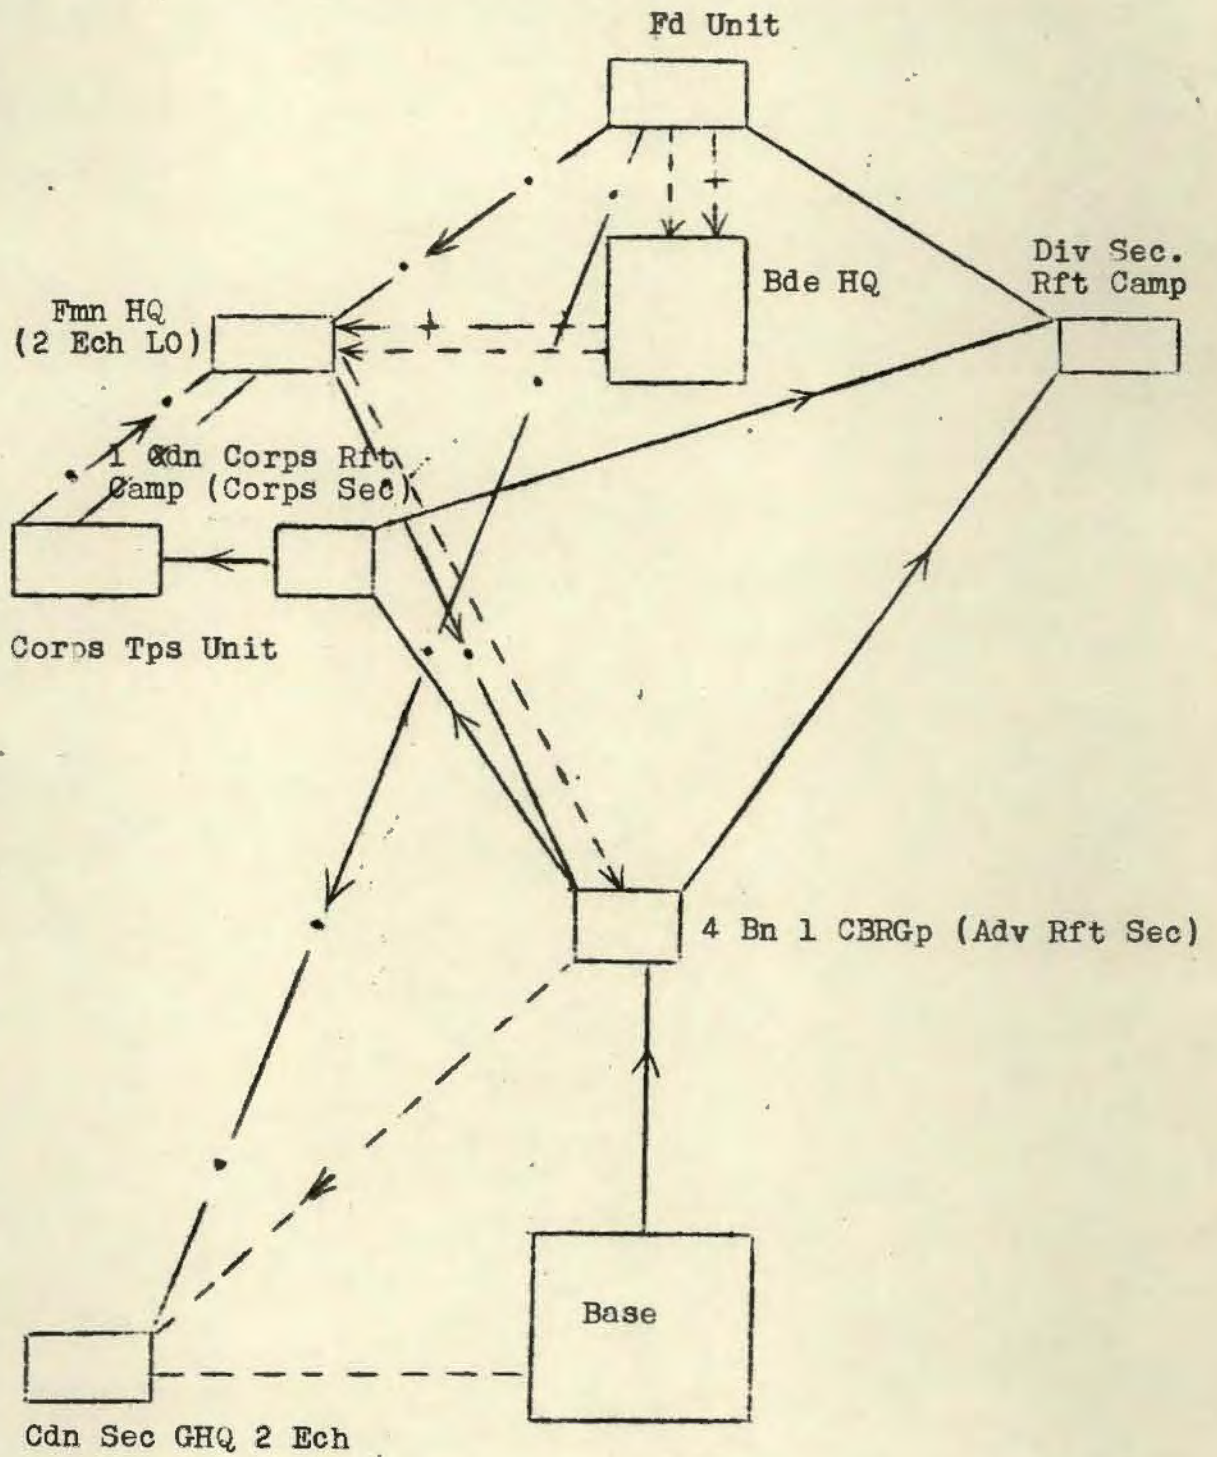 Fd Unit
Bde HQ
Div Sec.
Rft Camp
Fmn HQ
(2 Ech LO)
1 Cdn Corps Rft
Camp (Corps Sec)
Corps Tps Unit
4 Bn 1 CBRGp (Adv Rft Sec)
Base
Cdn Sec GHQ 2 Ech